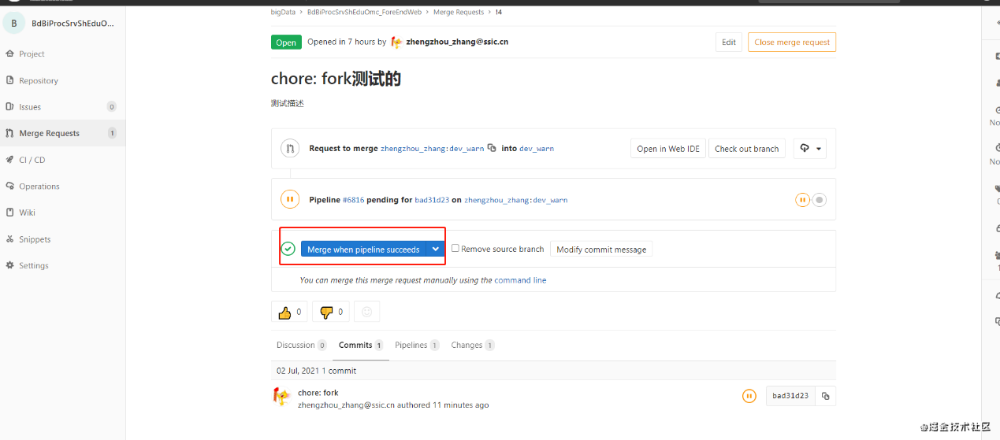 bigData › BdBiProcSrvShEduOmc_ForeEndWeb › Merge Requests › !4
B BdBiProcSrvShEduO...
Project
Repository
Issues 0
Merge Requests 1
CI / CD
Operations
Wiki
Snippets
Settings
Open Opened in 7 hours by zhengzhou_zhang@ssic.cn Edit Close merge request
chore: fork测试的
测试描述
Request to merge zhengzhou_zhang:dev_warn into dev_warn Open in Web IDE Check out branch
Pipeline #6816 pending for bad31d23 on zhengzhou_zhang:dev_warn
Merge when pipeline succeeds Remove source branch Modify commit message
You can merge this merge request manually using the command line
0 0
Discussion 0 Commits 1 Pipelines 1 Changes 1
02 Jul, 2021 1 commit
chore: fork
zhengzhou_zhang@ssic.cn authored 11 minutes ago bad31d23
No
No
@掘金技术社区